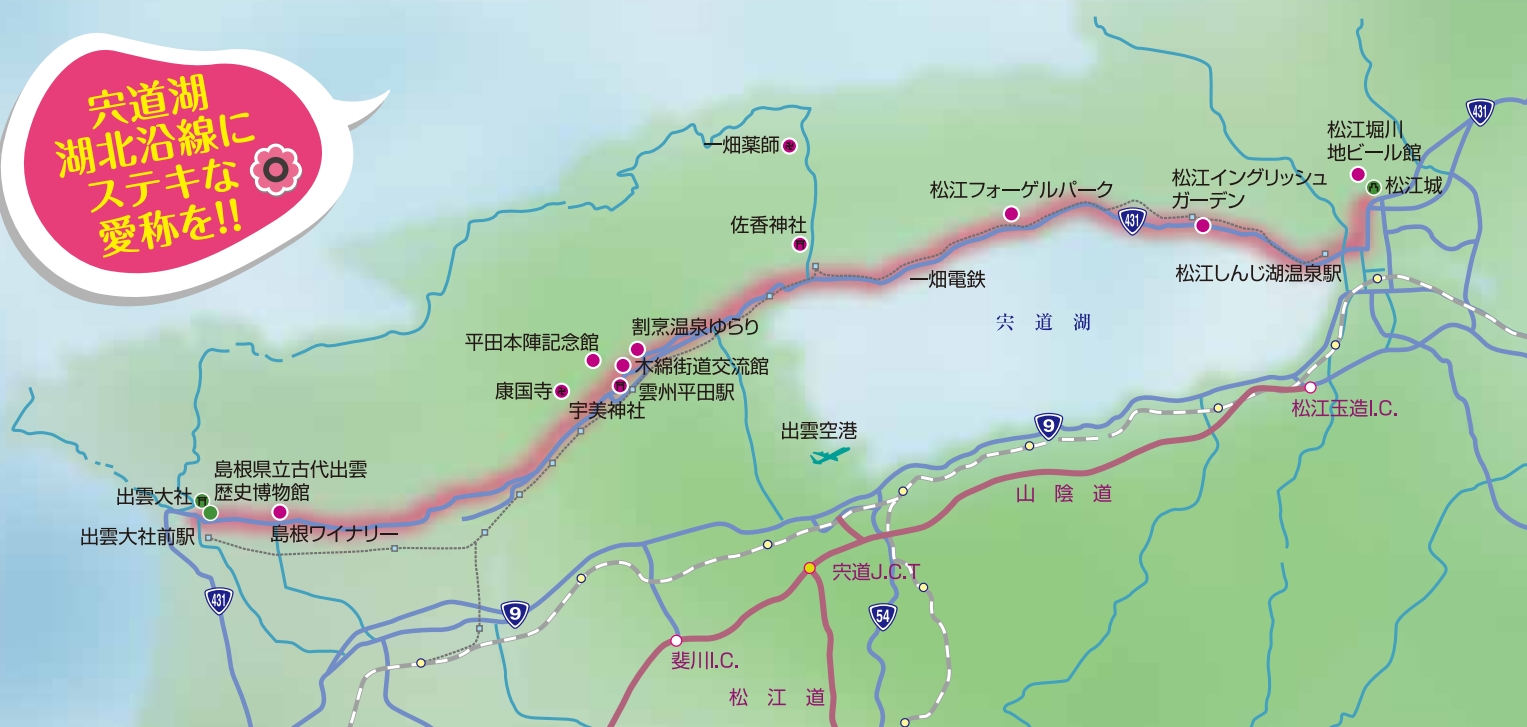 宍道湖
湖北沿線に
ステキな
愛称を!!
431
松江堀川
地ビール館
松江城
一畑薬師
松江フォーゲルパーク
松江イングリッシュ
ガーデン
431
佐香神社
松江しんじ湖温泉駅
一畑電鉄
宍道湖
割烹温泉ゆらり
平田本陣記念館
木綿街道交流館
康国寺
雲州平田駅
宇美神社
松江玉造I.C.
9
出雲空港
島根県立古代出雲
歴史博物館
出雲大社
山陰道
島根ワイナリー
出雲大社前駅
宍道J.C.T
431
9
54
斐川I.C.
松江道